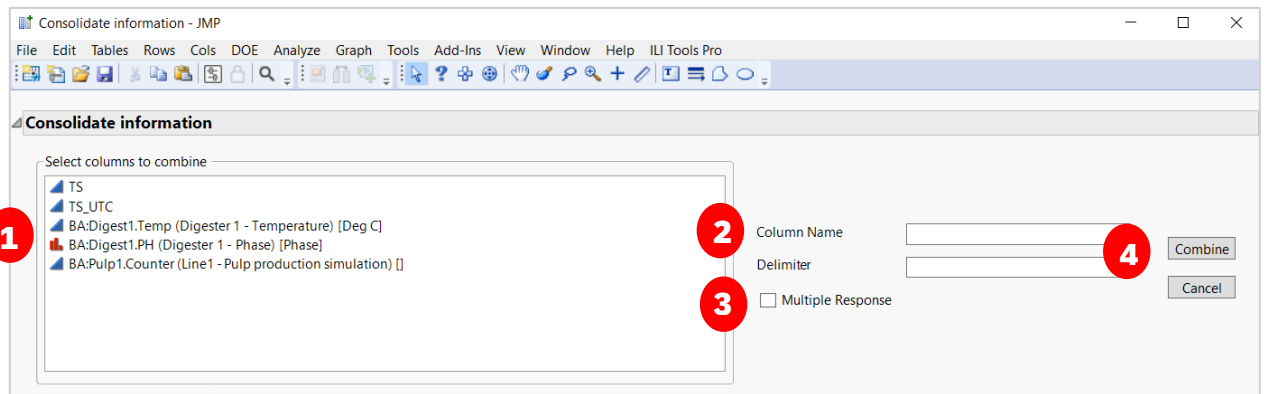 Consolidate information - JMP
File Edit Tables Rows Cols DOE Analyze Graph Tools Add-Ins View Window Help ILI Tools Pro
Consolidate information
Select columns to combine
TS
TS_UTC
BA:Digest1.Temp (Digester 1 - Temperature) [Deg C]
BA:Digest1.PH (Digester 1 - Phase) [Phase]
BA:Pulp1.Counter (Line1 - Pulp production simulation) []
1
2
Column Name
Delimiter
3
Multiple Response
4
Combine
Cancel